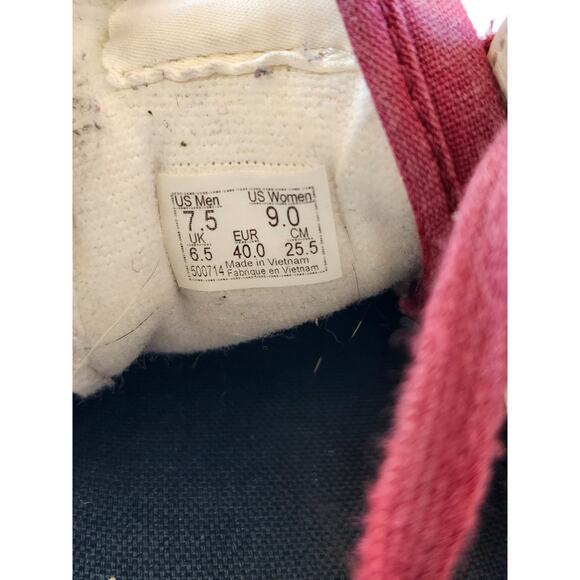 US Men US Women
7.5 9.0
UK EUR CM
6.5 40.0 25.5
500714 Made in Vietnam
Fabrique en Vietnam